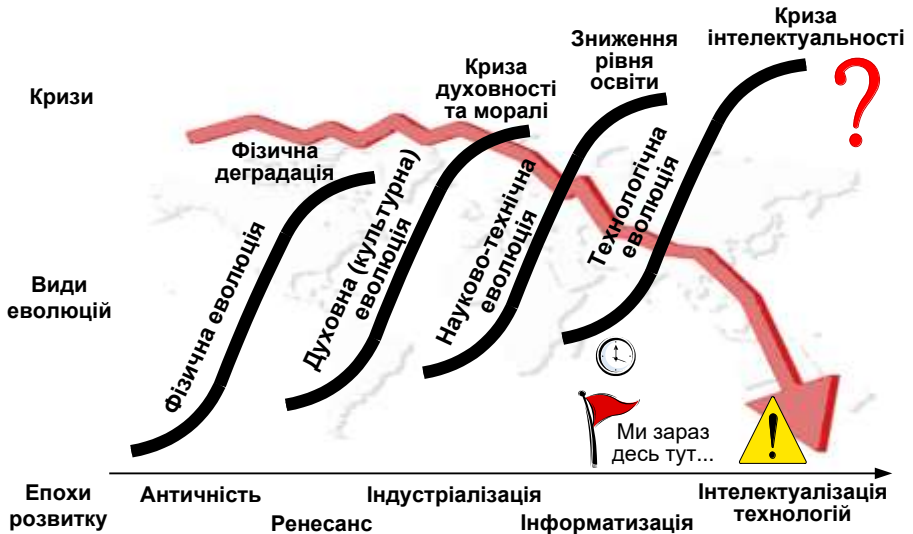 Кризи
Види
еволюцій
Епохи
розвитку
Фізична
деградація
Криза
духовності
та моралі
Зниження
рівня
освіти
Криза
інтелектуальності
?
Фізична еволюція
Духовна (культурна)
еволюція
Науково-технічна
еволюція
Технологічна
еволюція
Ми зараз
десь тут...
!
Античність
Ренесанс
Індустріалізація
Інформатизація
Інтелектуалізація
технологій